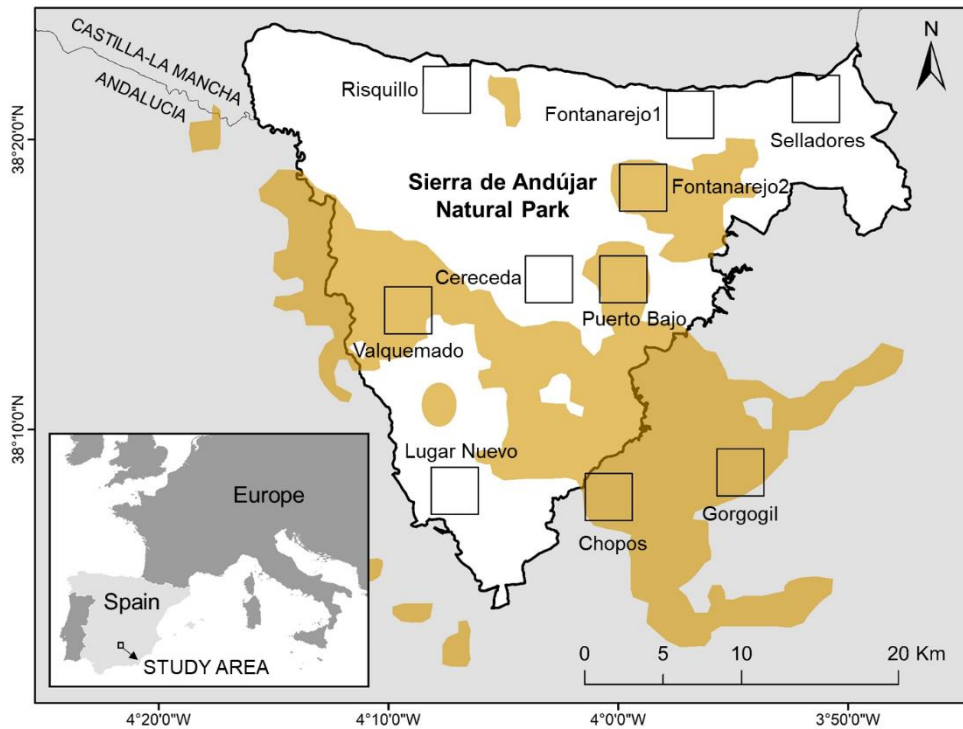 CASTILLA-LA MANCHA
ANDALUCIA
N
Risquillo
Fontanarejo1
Selladores
38°20'0"N
Sierra de Andújar
Natural Park
Fontanarejo2
Cereceda
Puerto Bajo
Valquemado
38°10'0"N
Lugar Nuevo
Gorgogil
Chopos
Europe
Spain
STUDY AREA
0 5 10 20 Km
4°20'0"W 4°10'0"W 4°0'0"W 3°50'0"W